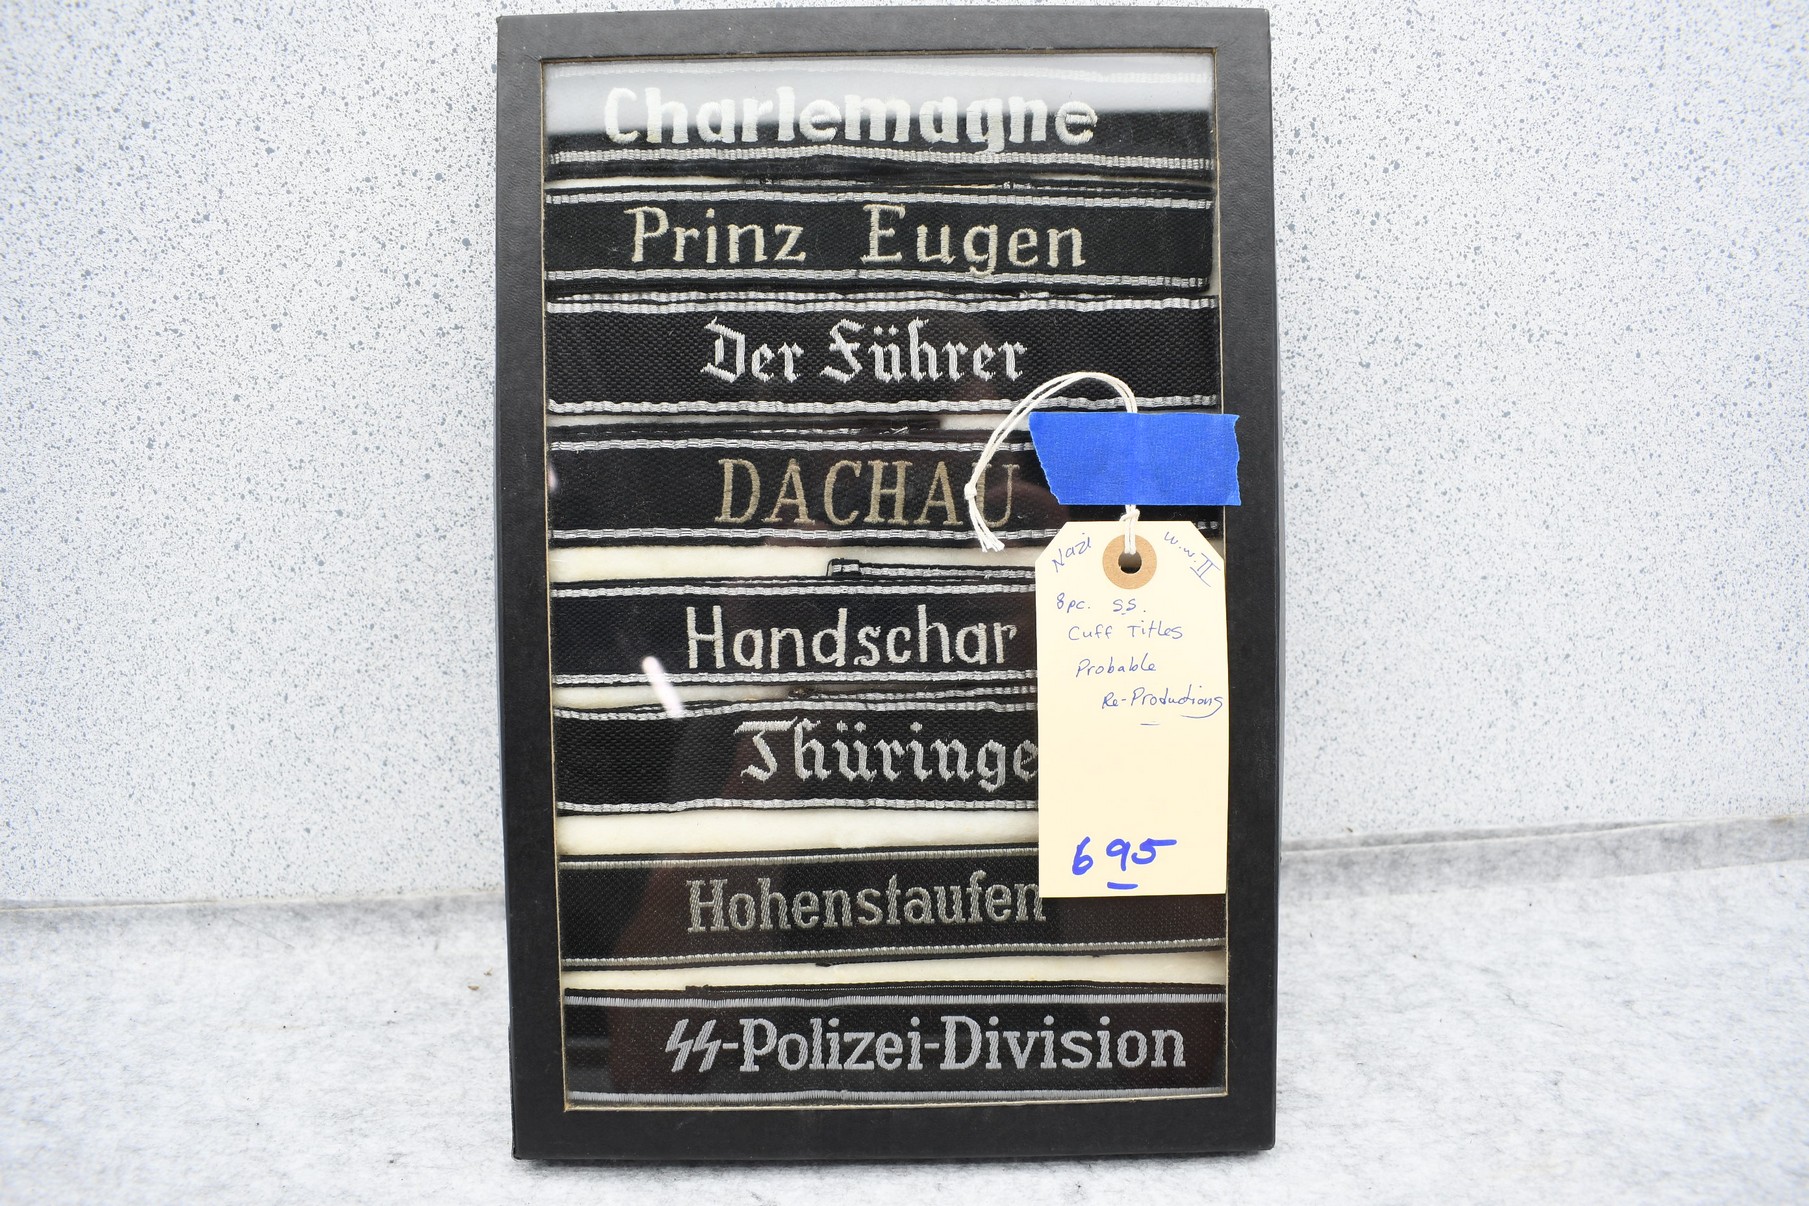 Charlemagne
Prinz Eugen
Der Führer
DACHAU
Handschar
Thüringe
Hohenstaufen
SS-Polizei-Division
Nazi W.W.II
8pc. S.S.
Cuff Titles
Probable
Re-Productions
695